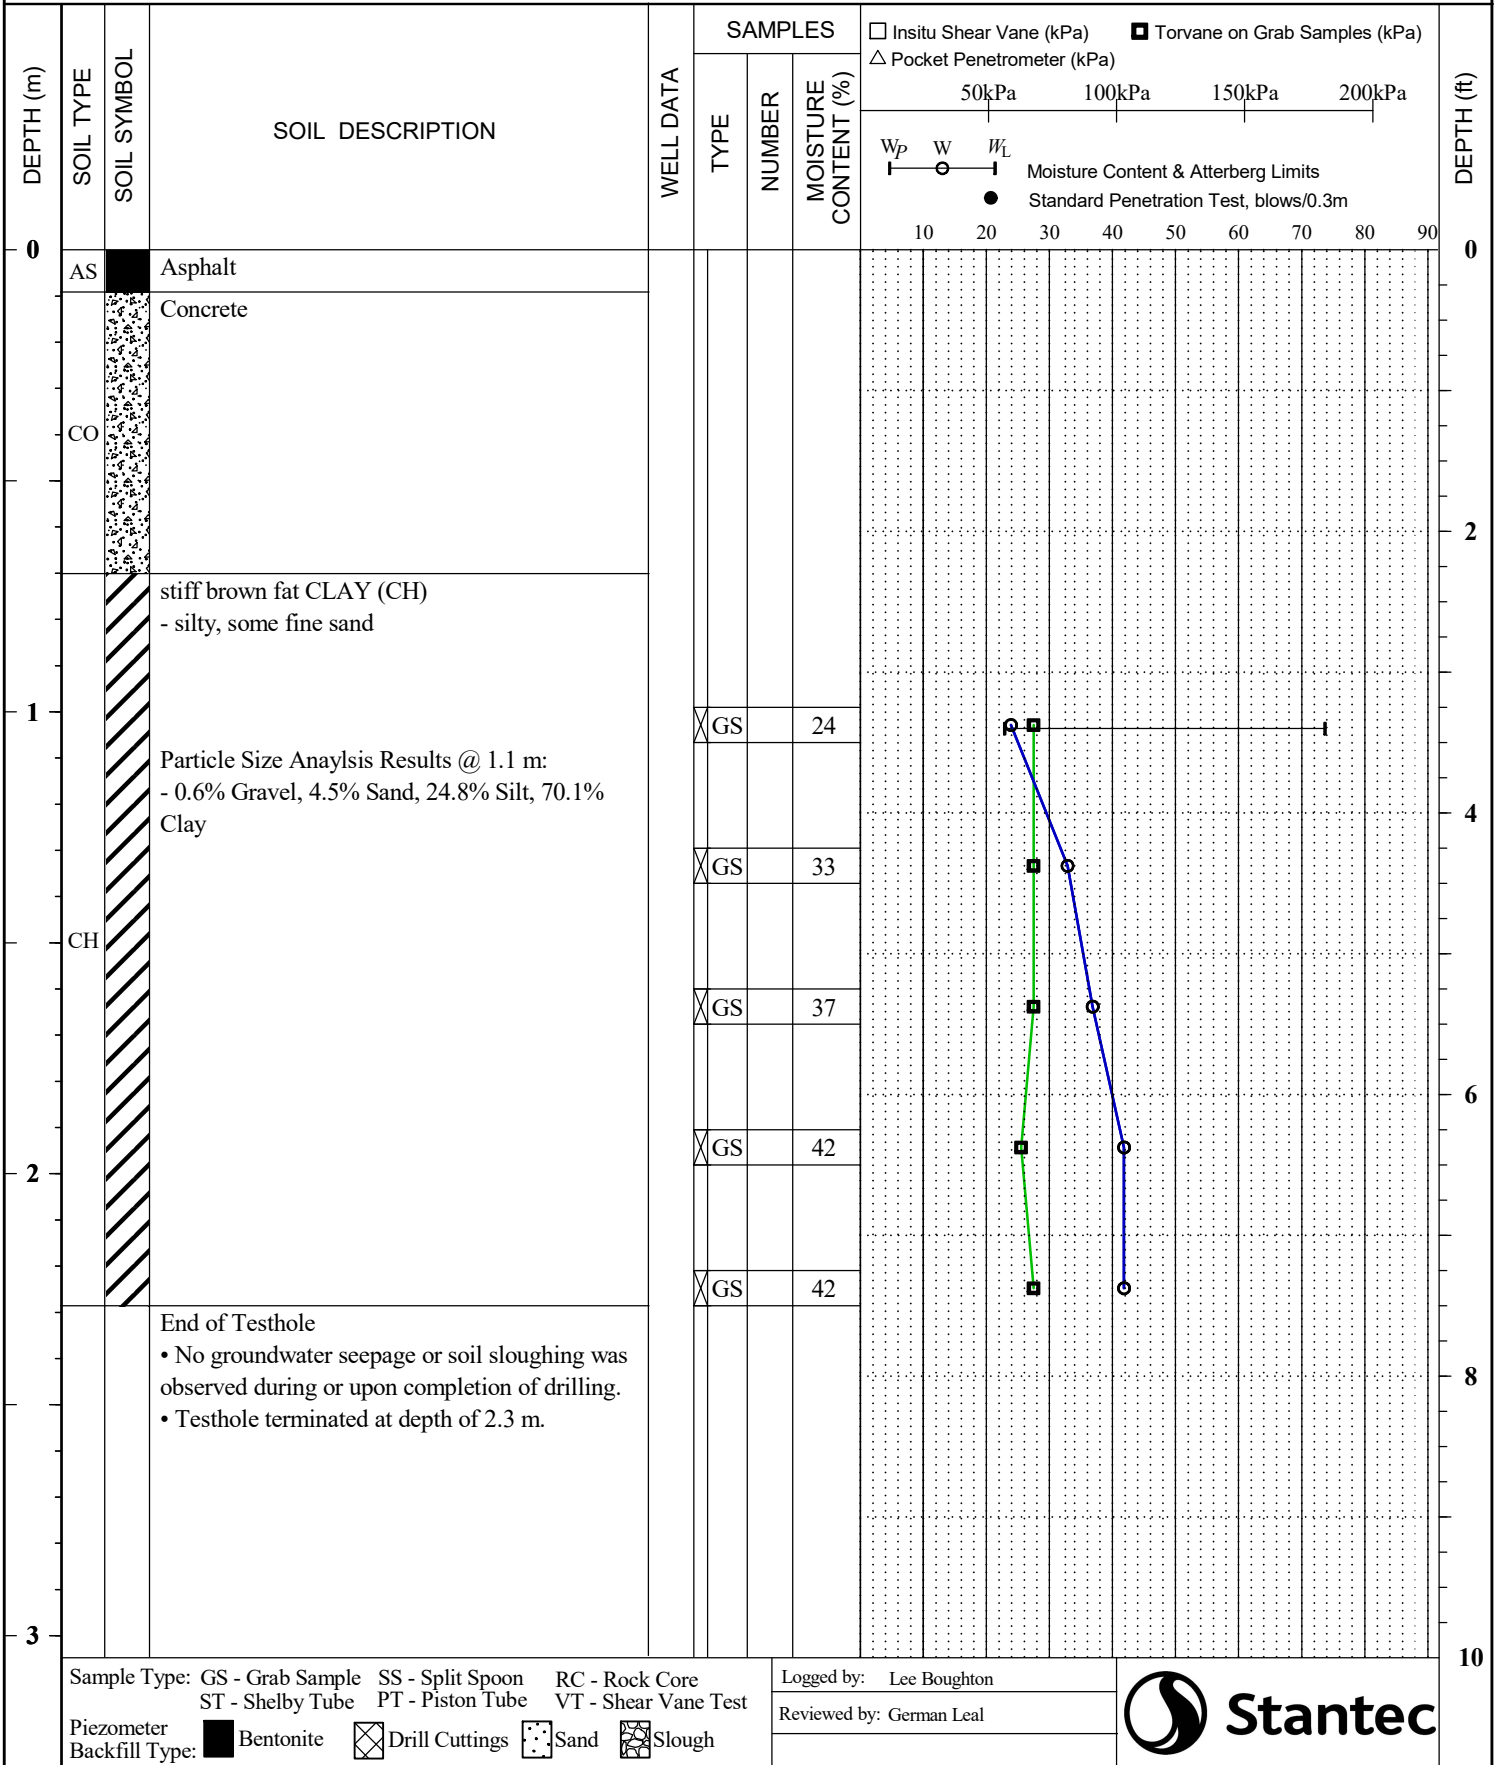 SAMPLES
□ Insitu Shear Vane (kPa) Torvane on Grab Samples (kPa)
△ Pocket Penetrometer (kPa)
50kPa 100kPa 150kPa 200kPa
DEPTH (m)
SOIL TYPE
SOIL SYMBOL
SOIL DESCRIPTION
WELL DATA
TYPE
NUMBER
MOISTURE
CONTENT (%)
DEPTH (ft)
WP W WL
Moisture Content & Atterberg Limits
● Standard Penetration Test, blows/0.3m
10 20 30 40 50 60 70 80 90
0 0
AS Asphalt
Concrete
CO
2
stiff brown fat CLAY (CH)
- silty, some fine sand
1
GS 24
Particle Size Anaylsis Results @ 1.1 m:
- 0.6% Gravel, 4.5% Sand, 24.8% Silt, 70.1%
Clay
4
GS 33
CH
GS 37
6
GS 42
2
GS 42
End of Testhole
• No groundwater seepage or soil sloughing was
observed during or upon completion of drilling.
• Testhole terminated at depth of 2.3 m.
8
3
10
Sample Type: GS - Grab Sample SS - Split Spoon RC - Rock Core
ST - Shelby Tube PT - Piston Tube VT - Shear Vane Test
Piezometer
Backfill Type: Bentonite Drill Cuttings Sand Slough
Logged by: Lee Boughton
Reviewed by: German Leal
Stantec